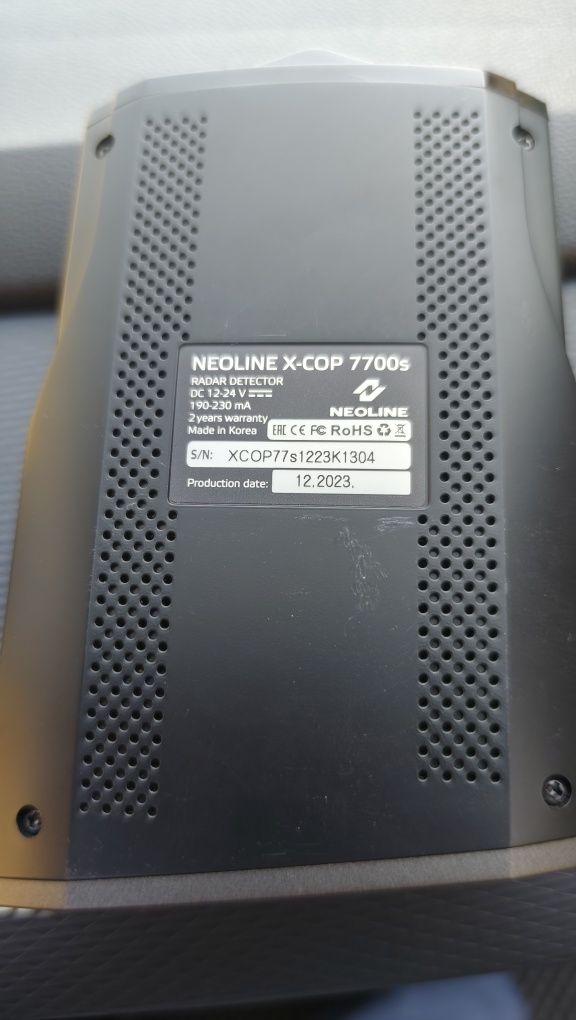 NEOLINE X-COP 7700s
RADAR DETECTOR
DC 12-24 V
190-230 mA
2 years warranty
NEOLINE
Made in Korea EAC CE FC RoHS
S/N: XCOP77s1223K1304
Production date: 12.2023.